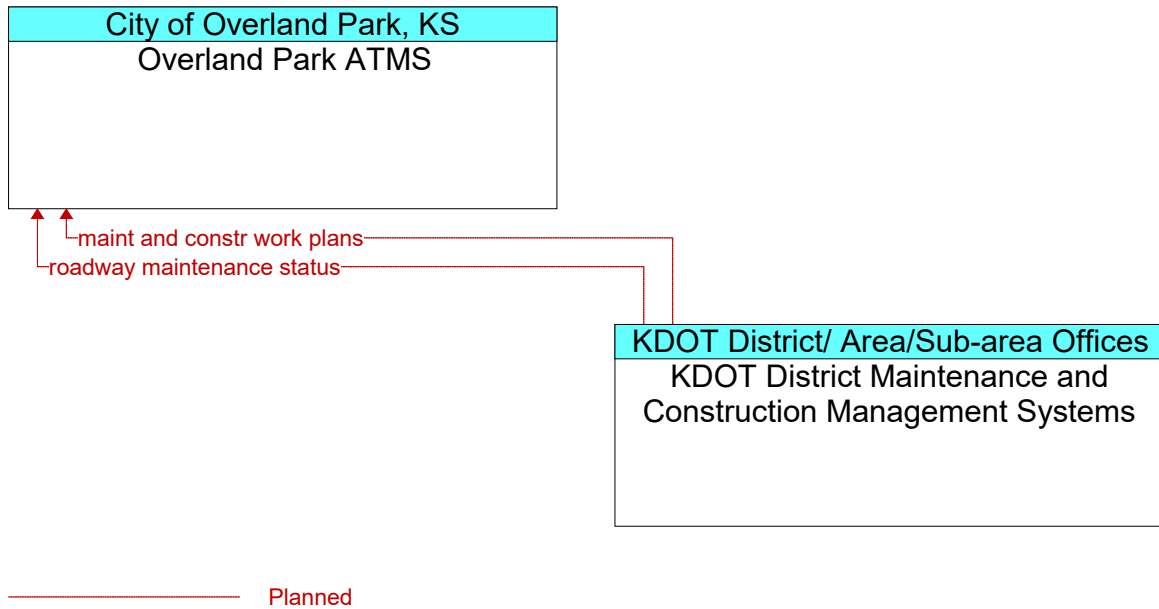 City of Overland Park, KS
Overland Park ATMS
maint and constr work plans
roadway maintenance status
KDOT District/ Area/Sub-area Offices
KDOT District Maintenance and
Construction Management Systems
Planned